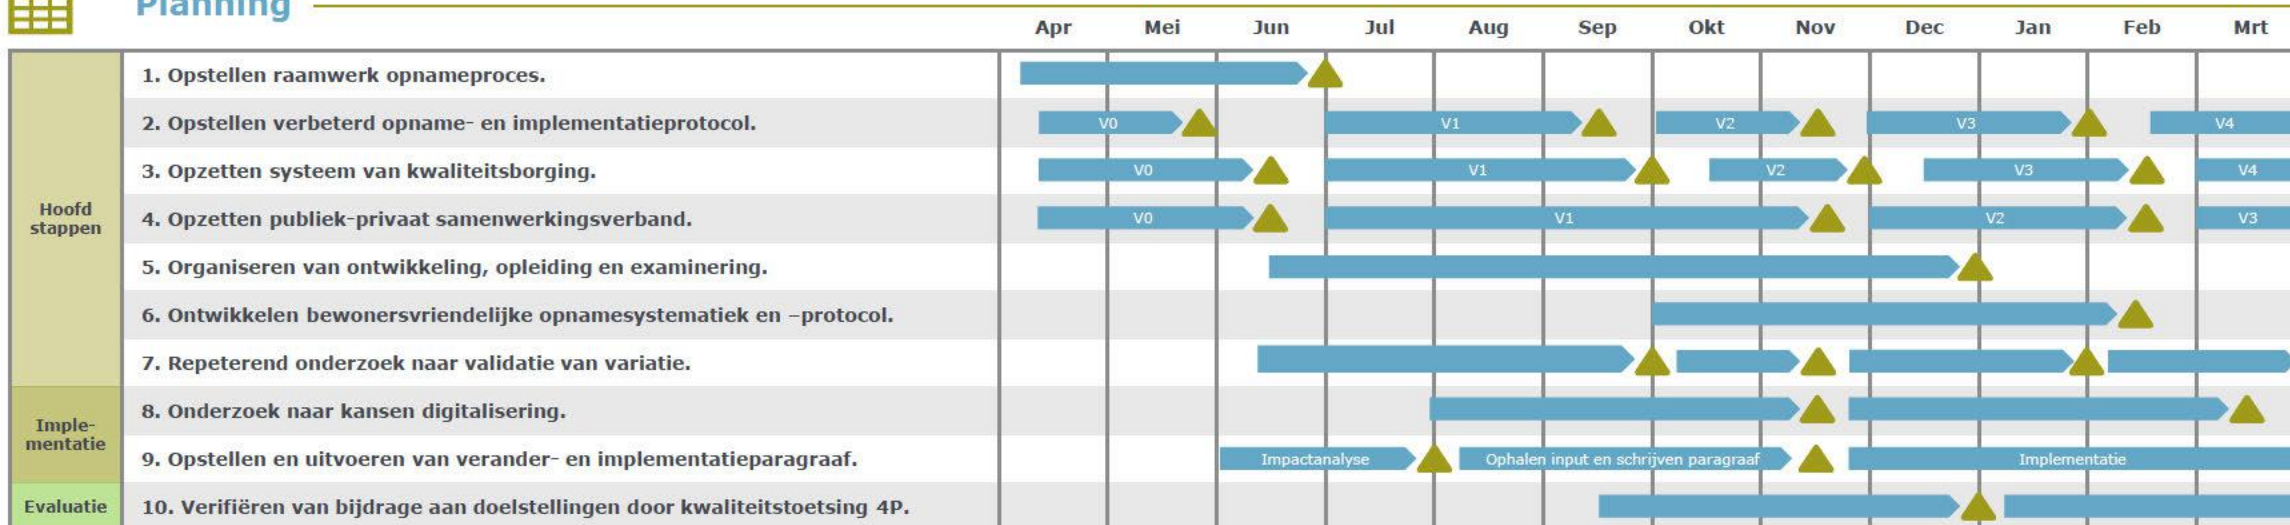 Planning
Apr Mei Jun Jul Aug Sep Okt Nov Dec Jan Feb Mrt
Hoofd
stappen
1. Opstellen raamwerk opnameproces.
2. Opstellen verbeterd opname- en implementatieprotocol.
V0 V1 V2 V3 V4
3. Opzetten systeem van kwaliteitsborging.
V0 V1 V2 V3 V4
4. Opzetten publiek-privaat samenwerkingsverband.
V0 V1 V2 V3
5. Organiseren van ontwikkeling, opleiding en examinering.
6. Ontwikkelen bewonersvriendelijke opnamesystematiek en –protocol.
7. Repeterend onderzoek naar validatie van variatie.
Imple-
mentatie
8. Onderzoek naar kansen digitalisering.
9. Opstellen en uitvoeren van verander- en implementatieparagraaf.
Impactanalyse Ophalen input en schrijven paragraaf Implementatie
Evaluatie
10. Verifiëren van bijdrage aan doelstellingen door kwaliteitstoetsing 4P.